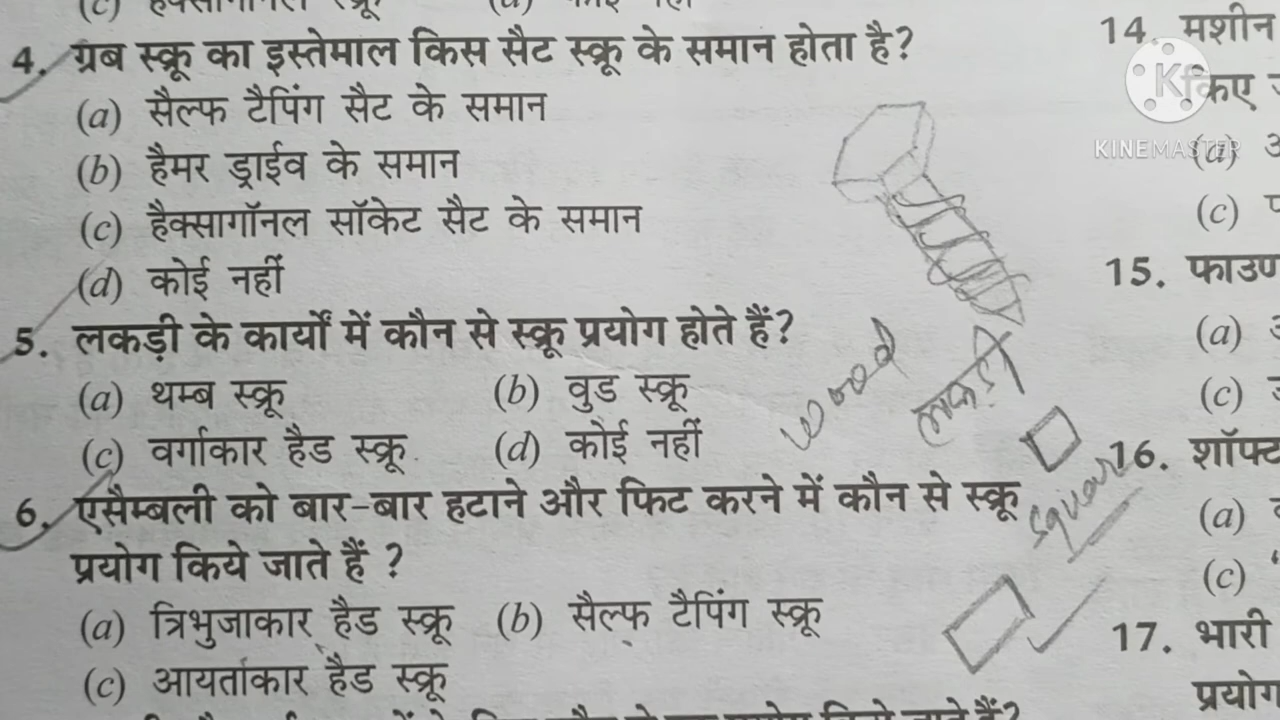 4. ग्रब स्क्रू का इस्तेमाल किस सैट स्क्रू के समान होता है?
(a) सैल्फ टैपिंग सैट के समान
(b) हैमर ड्राईव के समान
(c) हैक्सागॉनल सॉकेट सैट के समान
(d) कोई नहीं
5. लकड़ी के कार्यों में कौन से स्क्रू प्रयोग होते हैं?
(a) थम्ब स्क्रू (b) वुड स्क्रू
(c) वर्गाकार हैड स्क्रू (d) कोई नहीं
6. एसैम्बली को बार-बार हटाने और फिट करने में कौन से स्क्रू
प्रयोग किये जाते हैं ?
(a) त्रिभुजाकार हैड स्क्रू (b) सैल्फ टैपिंग स्क्रू
(c) आयताकार हैड स्क्रू
wood
लकड़ी
square
14. मशीन
किए
(a)
(c)
15. फाउण
(a)
(c)
16. शॉफ्ट
(a)
(c)
17. भारी
प्रयोग
K
KINEMASTER